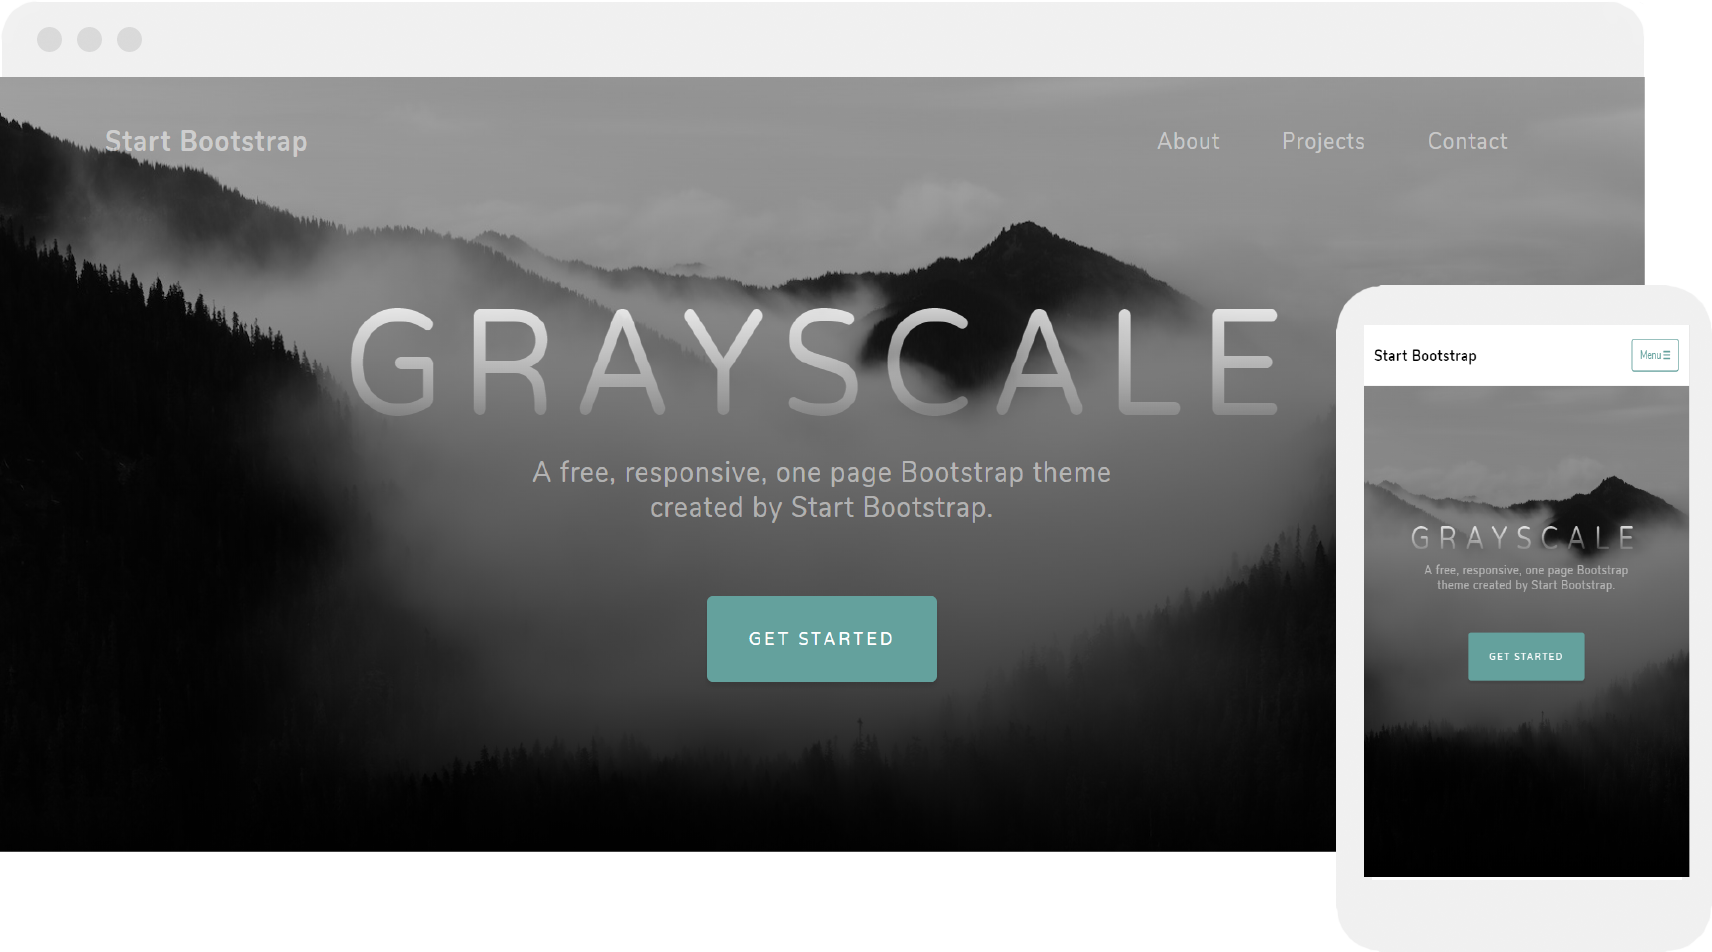 Start Bootstrap
About Projects Contact
GRAYSCALE
A free, responsive, one page Bootstrap theme
created by Start Bootstrap.
GET STARTED
Start Bootstrap
Menu
GRAYSCALE
A free, responsive, one page Bootstrap
theme created by Start Bootstrap.
GET STARTED